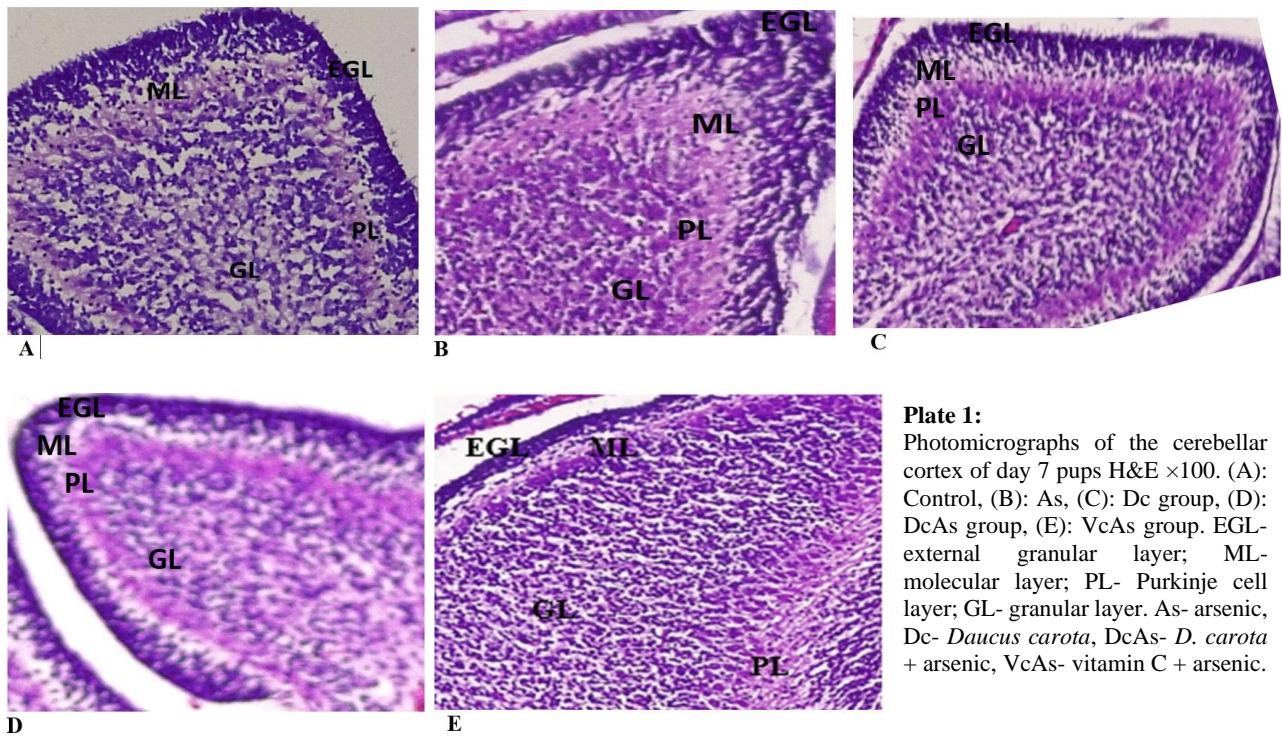 EGL
ML
PL
GL
A
EGL
ML
PL
GL
B
EGL
ML
PL
GL
C
EGL
ML
PL
GL
D
EGL ML
GL
PL
E
Plate 1:
Photomicrographs of the cerebellar
cortex of day 7 pups H&E ×100. (A):
Control, (B): As, (C): Dc group, (D):
DcAs group, (E): VcAs group. EGL-
external granular layer; ML-
molecular layer; PL- Purkinje cell
layer; GL- granular layer. As- arsenic,
Dc- Daucus carota, DcAs- D. carota
+ arsenic, VcAs- vitamin C + arsenic.